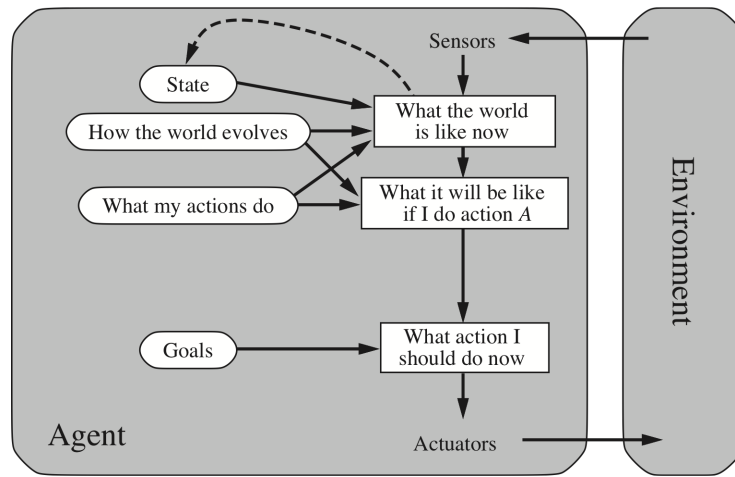 Sensors
State
What the world
is like now
How the world evolves
What my actions do
What it will be like
if I do action A
Goals
What action I
should do now
Agent
Actuators
Environment